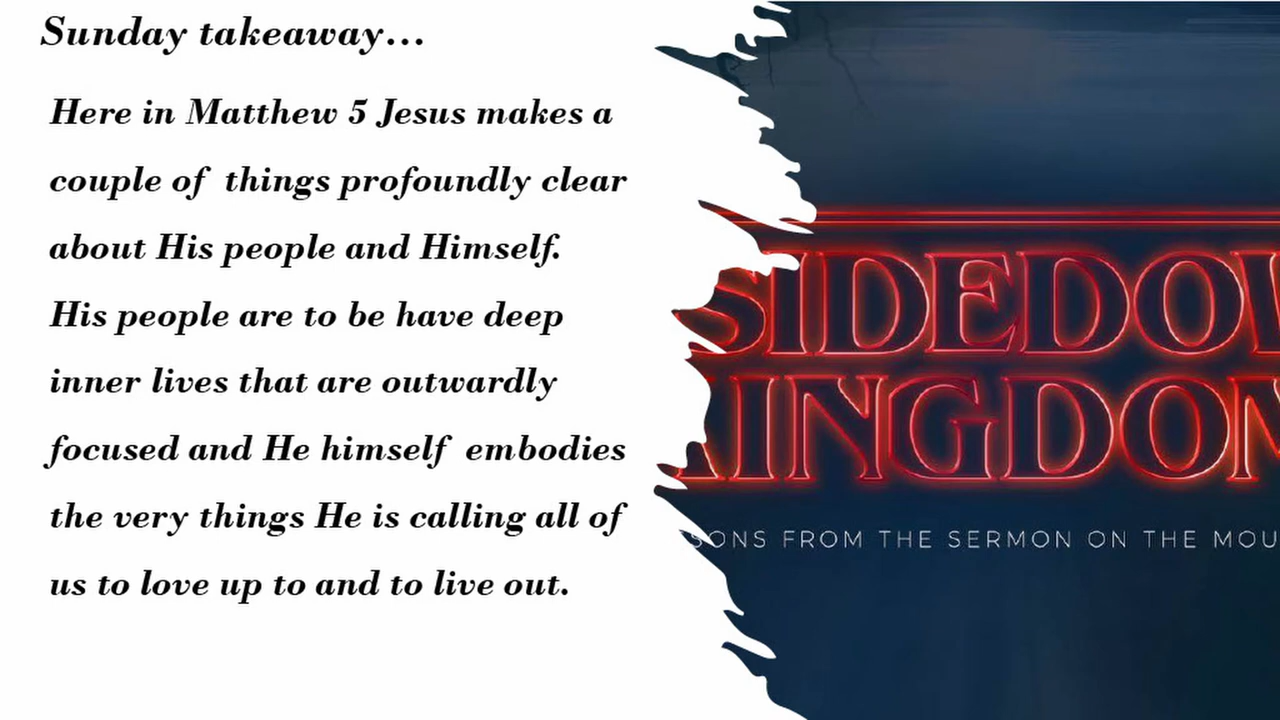 Sunday takeaway...
Here in Matthew 5 Jesus makes a
couple of things profoundly clear
about His people and Himself.
His people are to be have deep
inner lives that are outwardly
focused and He himself embodies
the very things He is calling all of
us to love up to and to live out.
SIDEDOW
KINGDOM
SONS FROM THE SERMON ON THE MOU